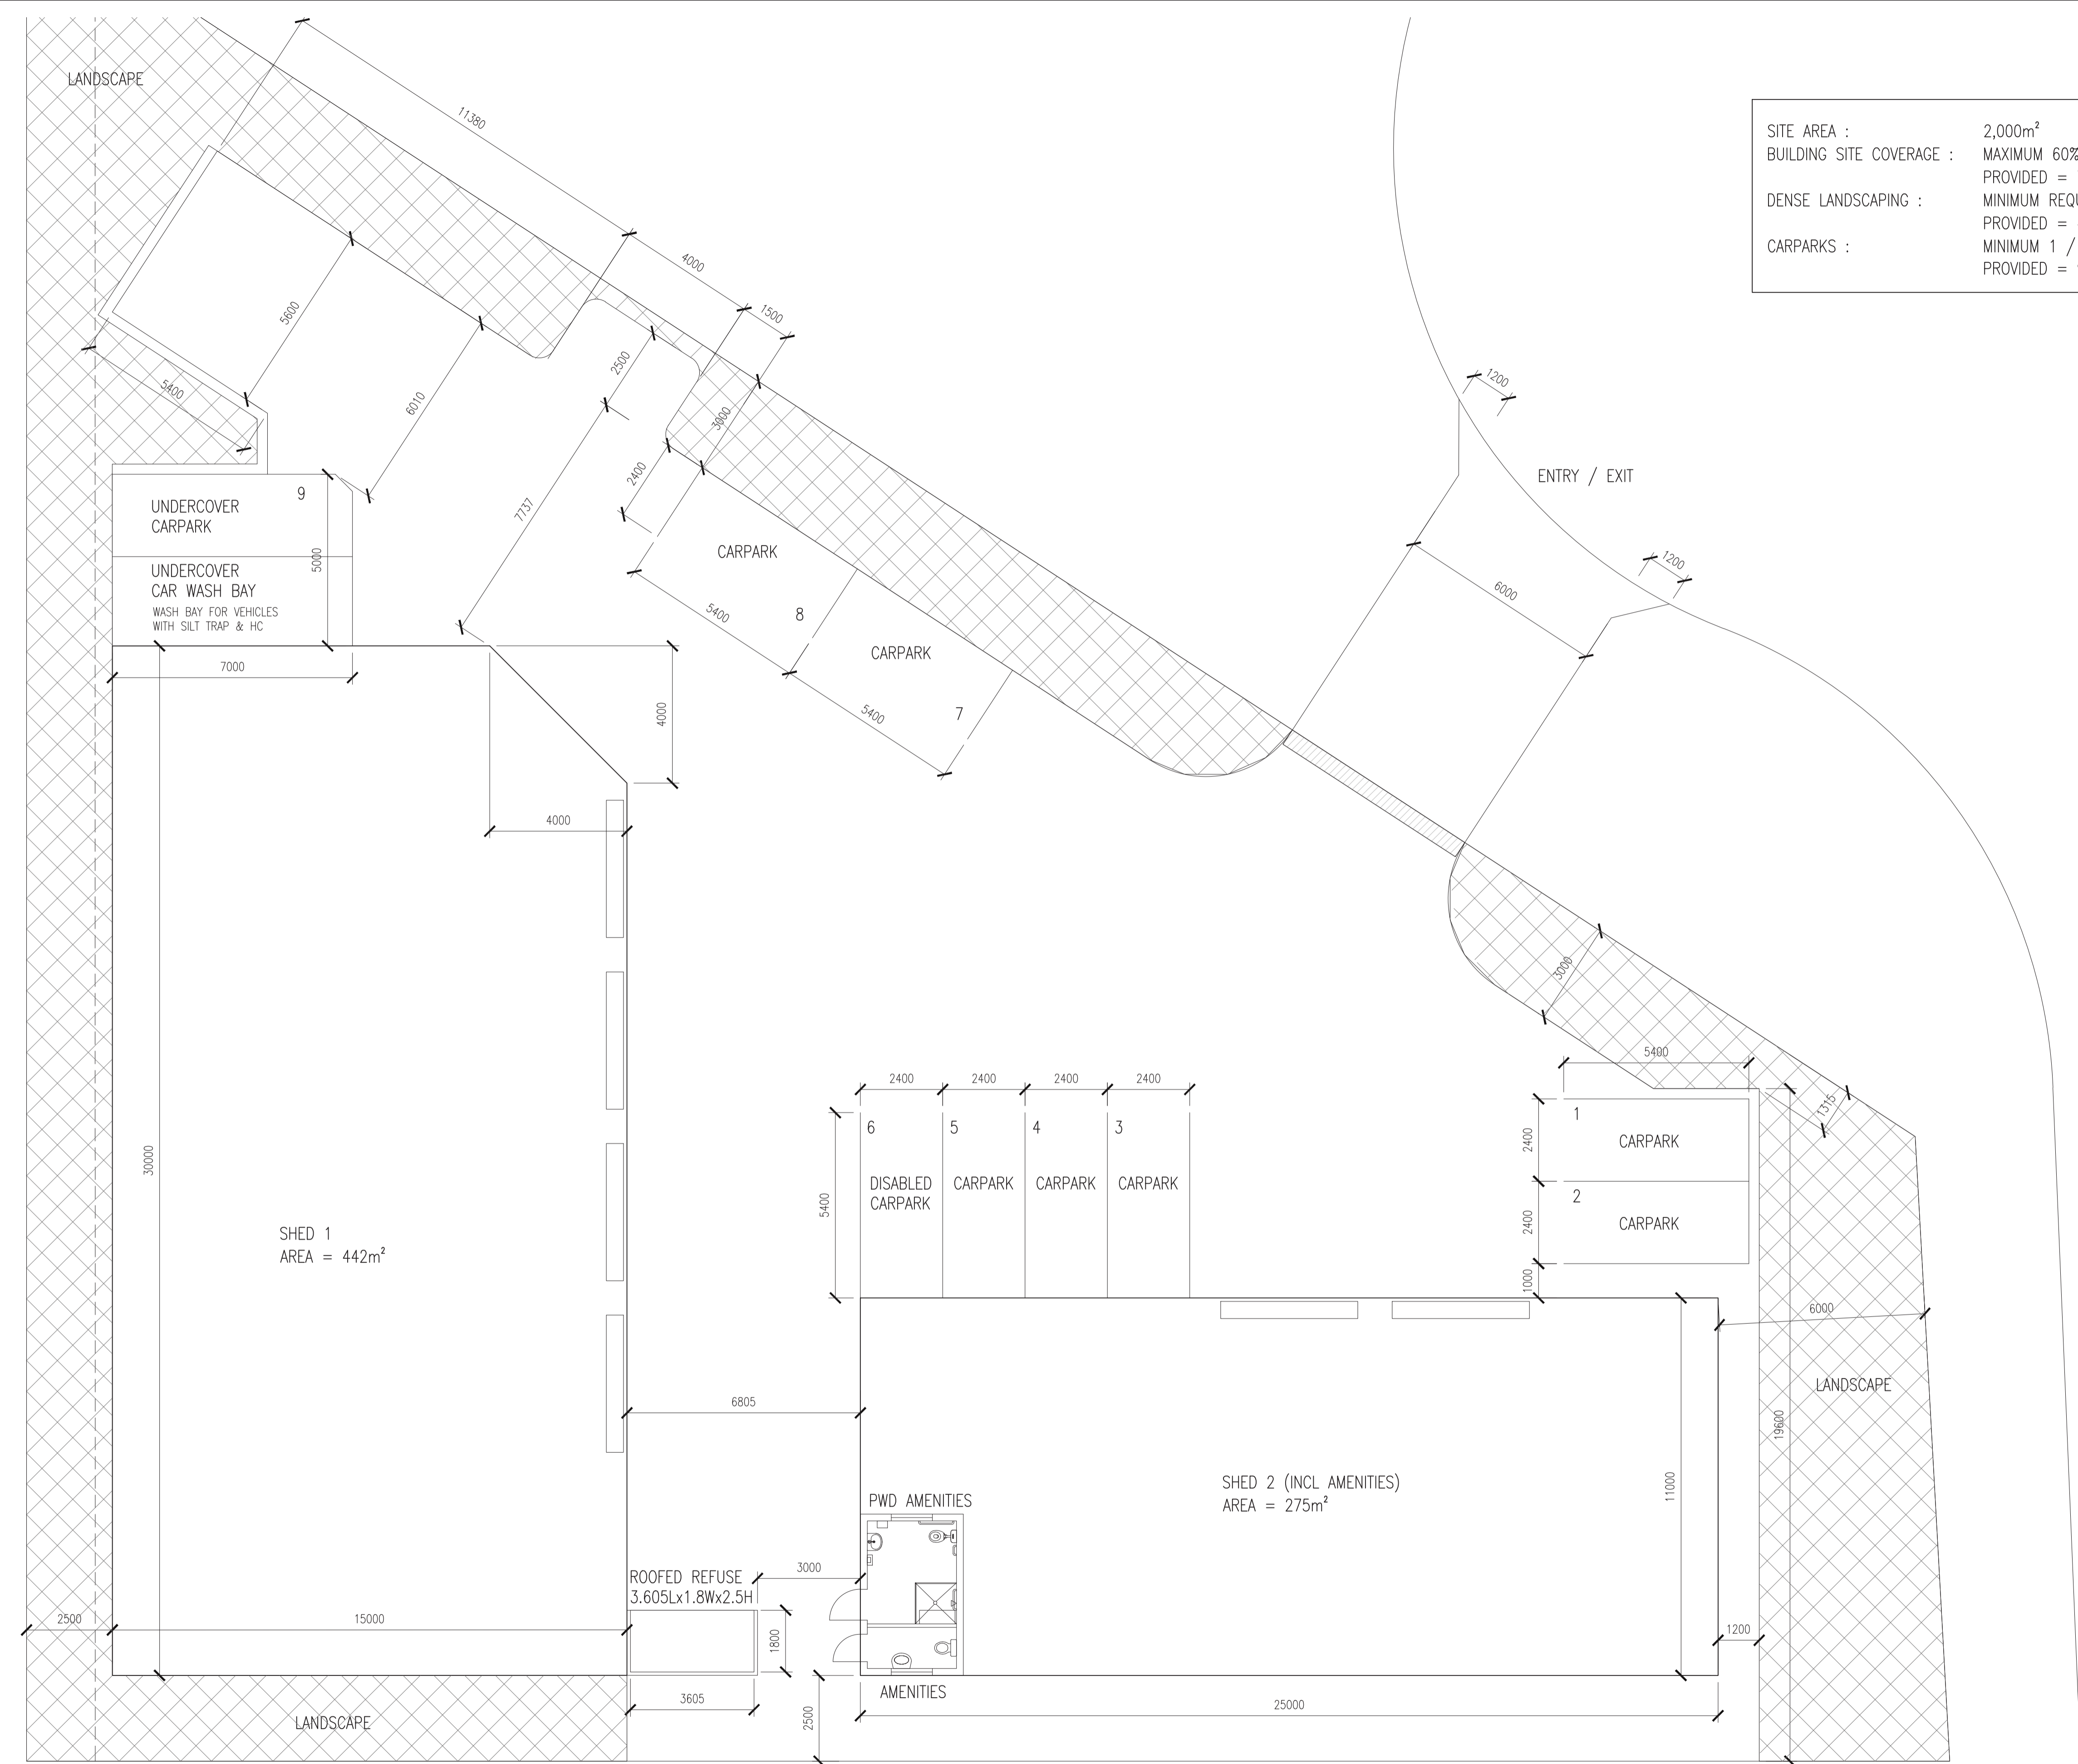 LANDSCAPE
11380
SITE AREA :
2,000m²
BUILDING SITE COVERAGE :
MAXIMUM 60%
PROVIDED =
DENSE LANDSCAPING :
MINIMUM
PROVIDED =
CARPARKS :
MINIMUM 1 /
PROVIDED =
4000
1500
5600
2500
5400
6010
3000
1200
2400
ENTRY / EXIT
9
UNDERCOVER
CARPARK
7737
5000
UNDERCOVER
CAR WASH BAY
WASH BAY FOR VEHICLES
WITH SILT TRAP & HC
CARPARK
8
5400
1200
6000
CARPARK
7
5400
7000
4000
4000
3000
5400
2400
2400
2400
2400
1315
6
5
4
3
1
CARPARK
2400
2
CARPARK
2400
1000
DISABLED
CARPARK
CARPARK
CARPARK
CARPARK
5400
30000
SHED 1
AREA = 442m²
6000
LANDSCAPE
6805
19600
SHED 2 (INCL AMENITIES)
AREA = 275m²
11000
PWD AMENITIES
ROOFED REFUSE
3.605Lx1.8Wx2.5H
3000
2500
15000
1800
1200
3605
AMENITIES
25000
2500
LANDSCAPE